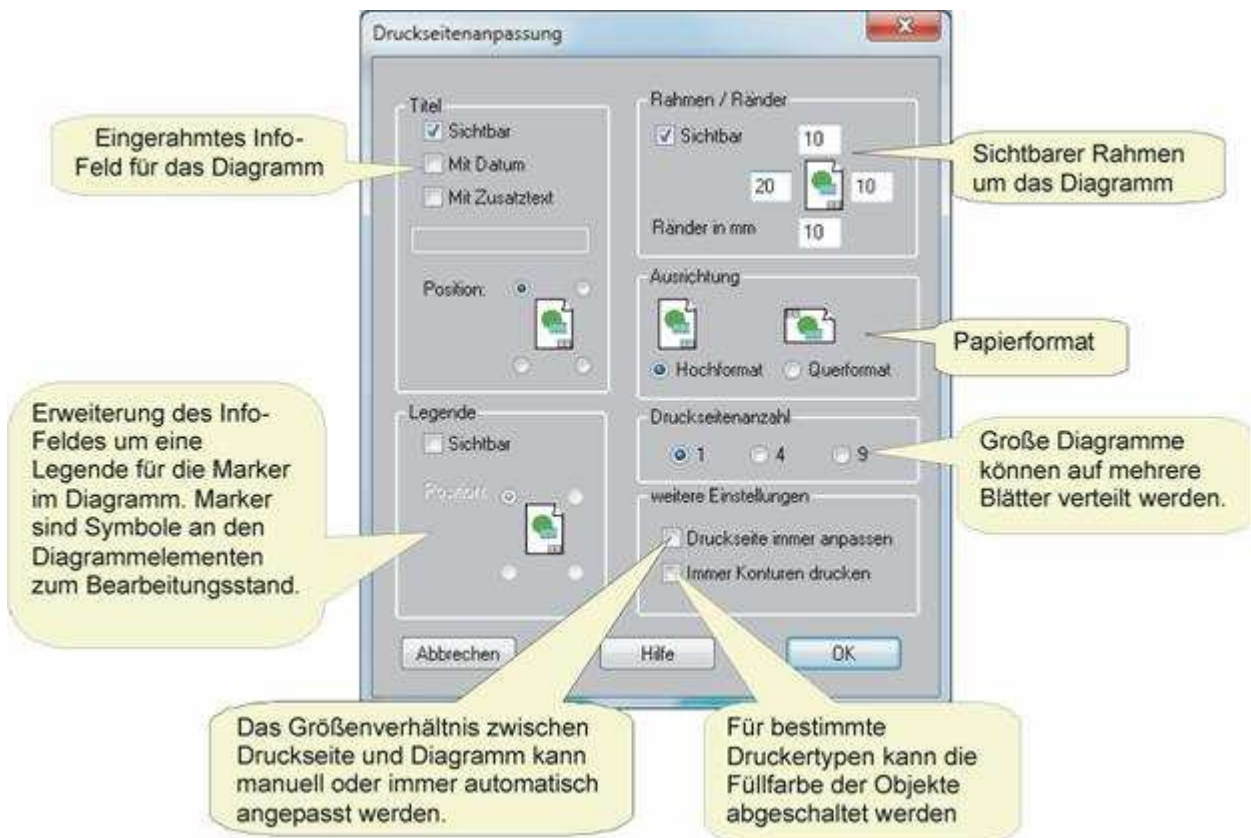 Druckseitenanpassung
Eingerahmtes Info-
Feld für das Diagramm
Titel
Sichtbar
Mit Datum
Mit Zusatztext
Position:
Rahmen / Ränder
Sichtbar
10
20
10
Ränder in mm
10
Sichtbarer Rahmen
um das Diagramm
Ausrichtung
Hochformat
Querformat
Papierformat
Erweiterung des Info-
Feldes um eine
Legende für die Marker
im Diagramm. Marker
sind Symbole an den
Diagrammelementen
zum Bearbeitungsstand.
Legende
Sichtbar
Position:
Druckseitenanzahl
1
4
9
Große Diagramme
können auf mehrere
Blätter verteilt werden.
weitere Einstellungen
Druckseite immer anpassen
Immer Konturen drucken
Abbrechen
Hilfe
OK
Das Größenverhältnis zwischen
Druckseite und Diagramm kann
manuell oder immer automatisch
angepasst werden.
Für bestimmte
Druckertypen kann die
Füllfarbe der Objekte
abgeschaltet werden